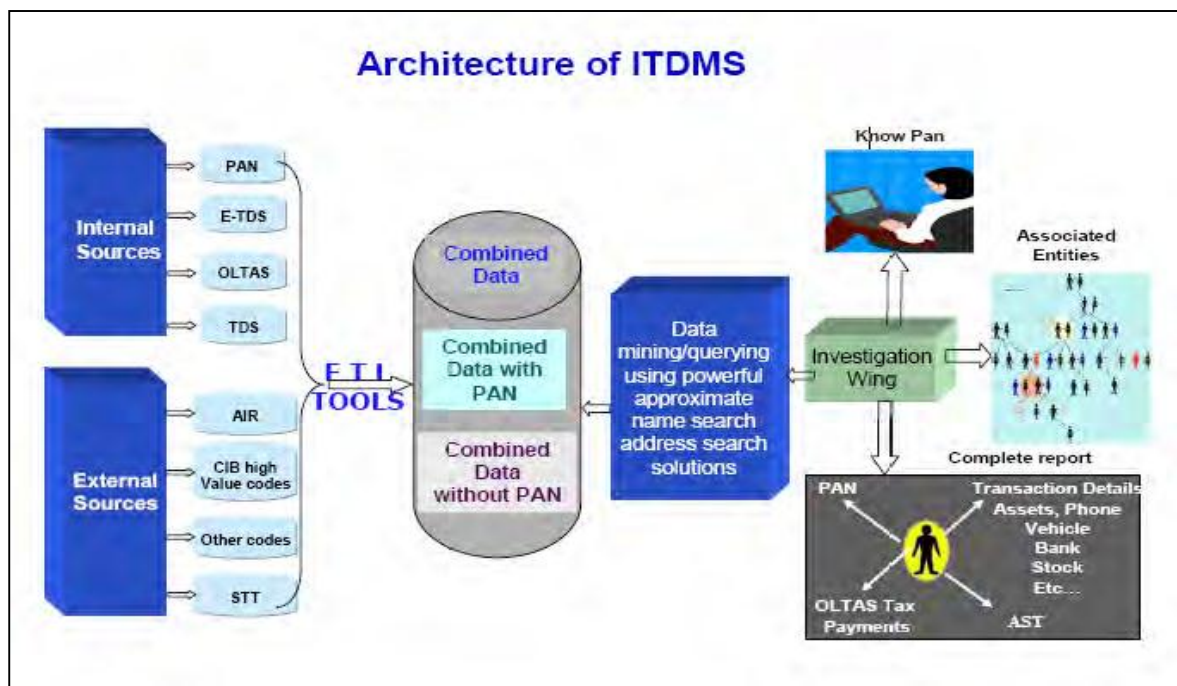 Architecture of ITDMS
Internal
Sources
PAN
E-TDS
OLTAS
TDS
External
Sources
AIR
CIB high
Value codes
Other codes
STT
E T L
TOOLS
Combined
Data
Combined
Data with
PAN
Combined
Data
without PAN
Data
mining/querying
using powerful
approximate
name search
address search
solutions
Investigation
Wing
Know Pan
Associated
Entities
Complete report
PAN
Transaction Details
Assets, Phone
Vehicle
Bank
Stock
Etc...
OLTAS Tax
Payments
AST